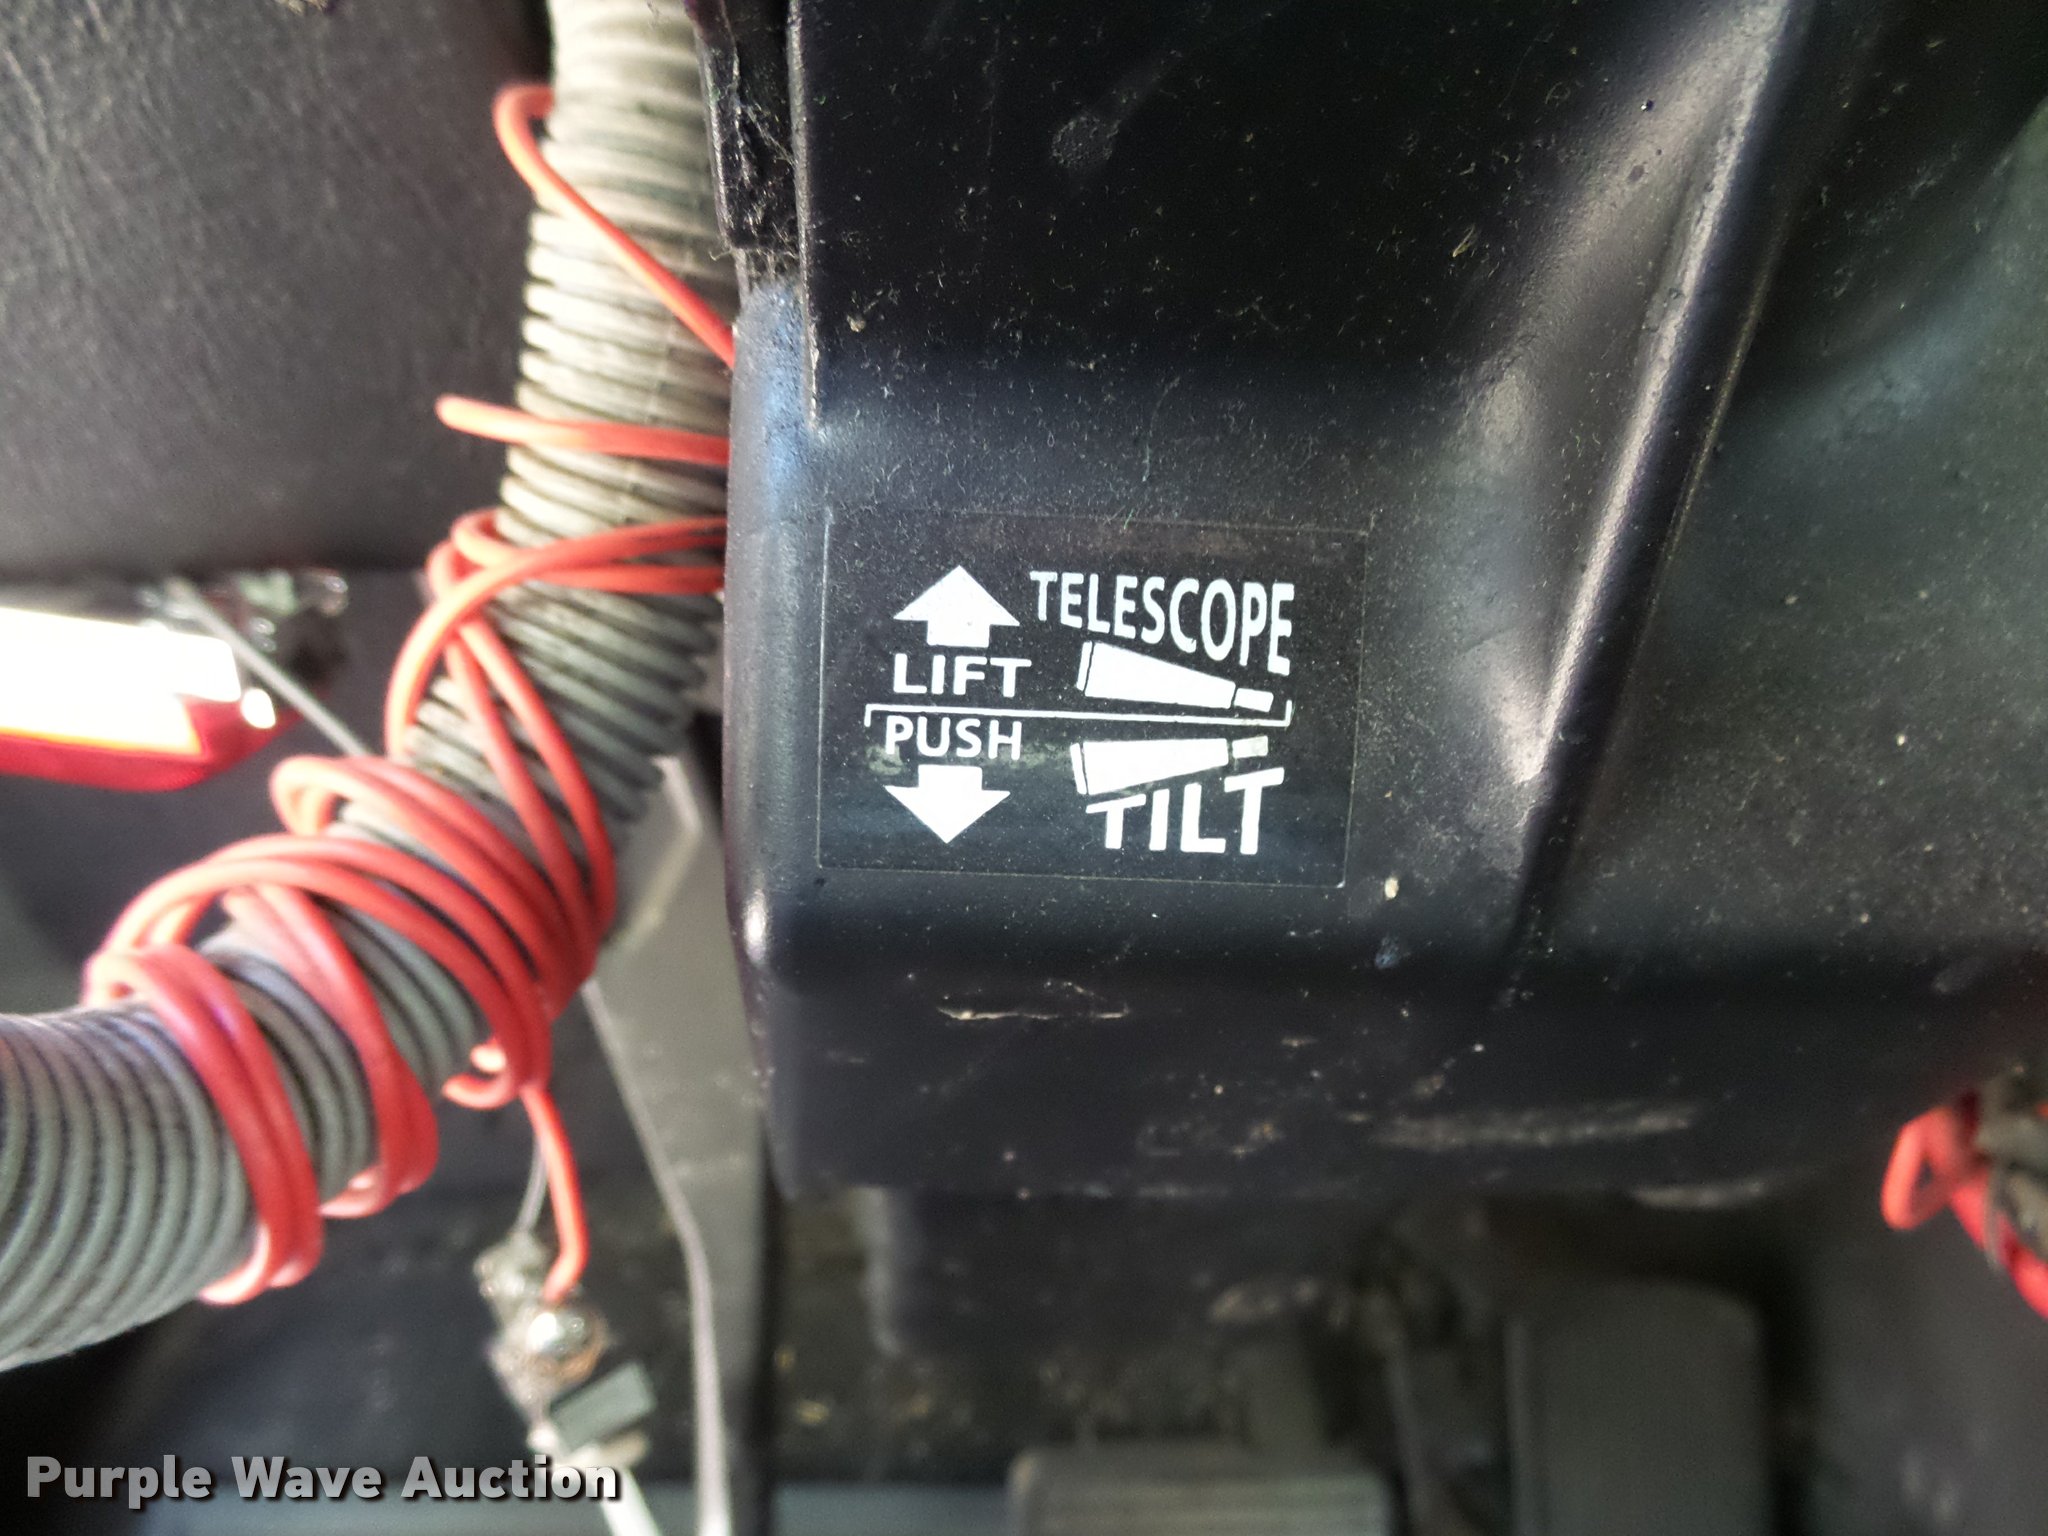 TELESCOPE
LIFT
PUSH
TILT
Purple Wave Auction